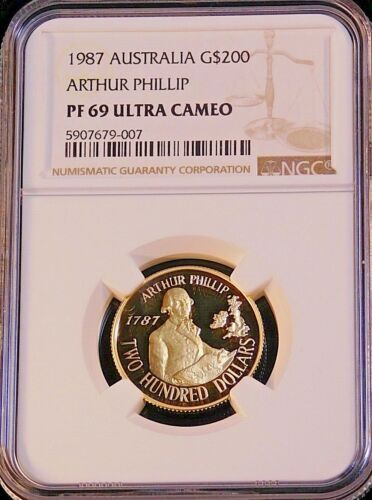 1987 AUSTRALIA G$200
ARTHUR PHILLIP
PF 69 ULTRA CAMEO
5907679-007
NUMISMATIC GUARANTY CORPORATION
NGC
ARTHUR PHILLIP
1787
TWO HUNDRED DOLLARS